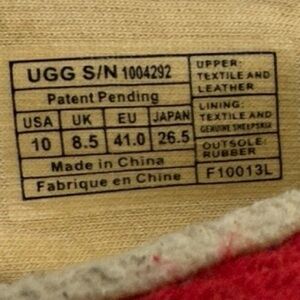 UGG S/N 1004292
Patent Pending
USA UK EU JAPAN
10 8.5 41.0 26.5
Made in China
Fabrique en China
UPPER:
TEXTILE AND
LEATHER
LINING:
TEXTILE AND
GENUINE SHEEPSKIN
OUTSOLE:
RUBBER
F10013L